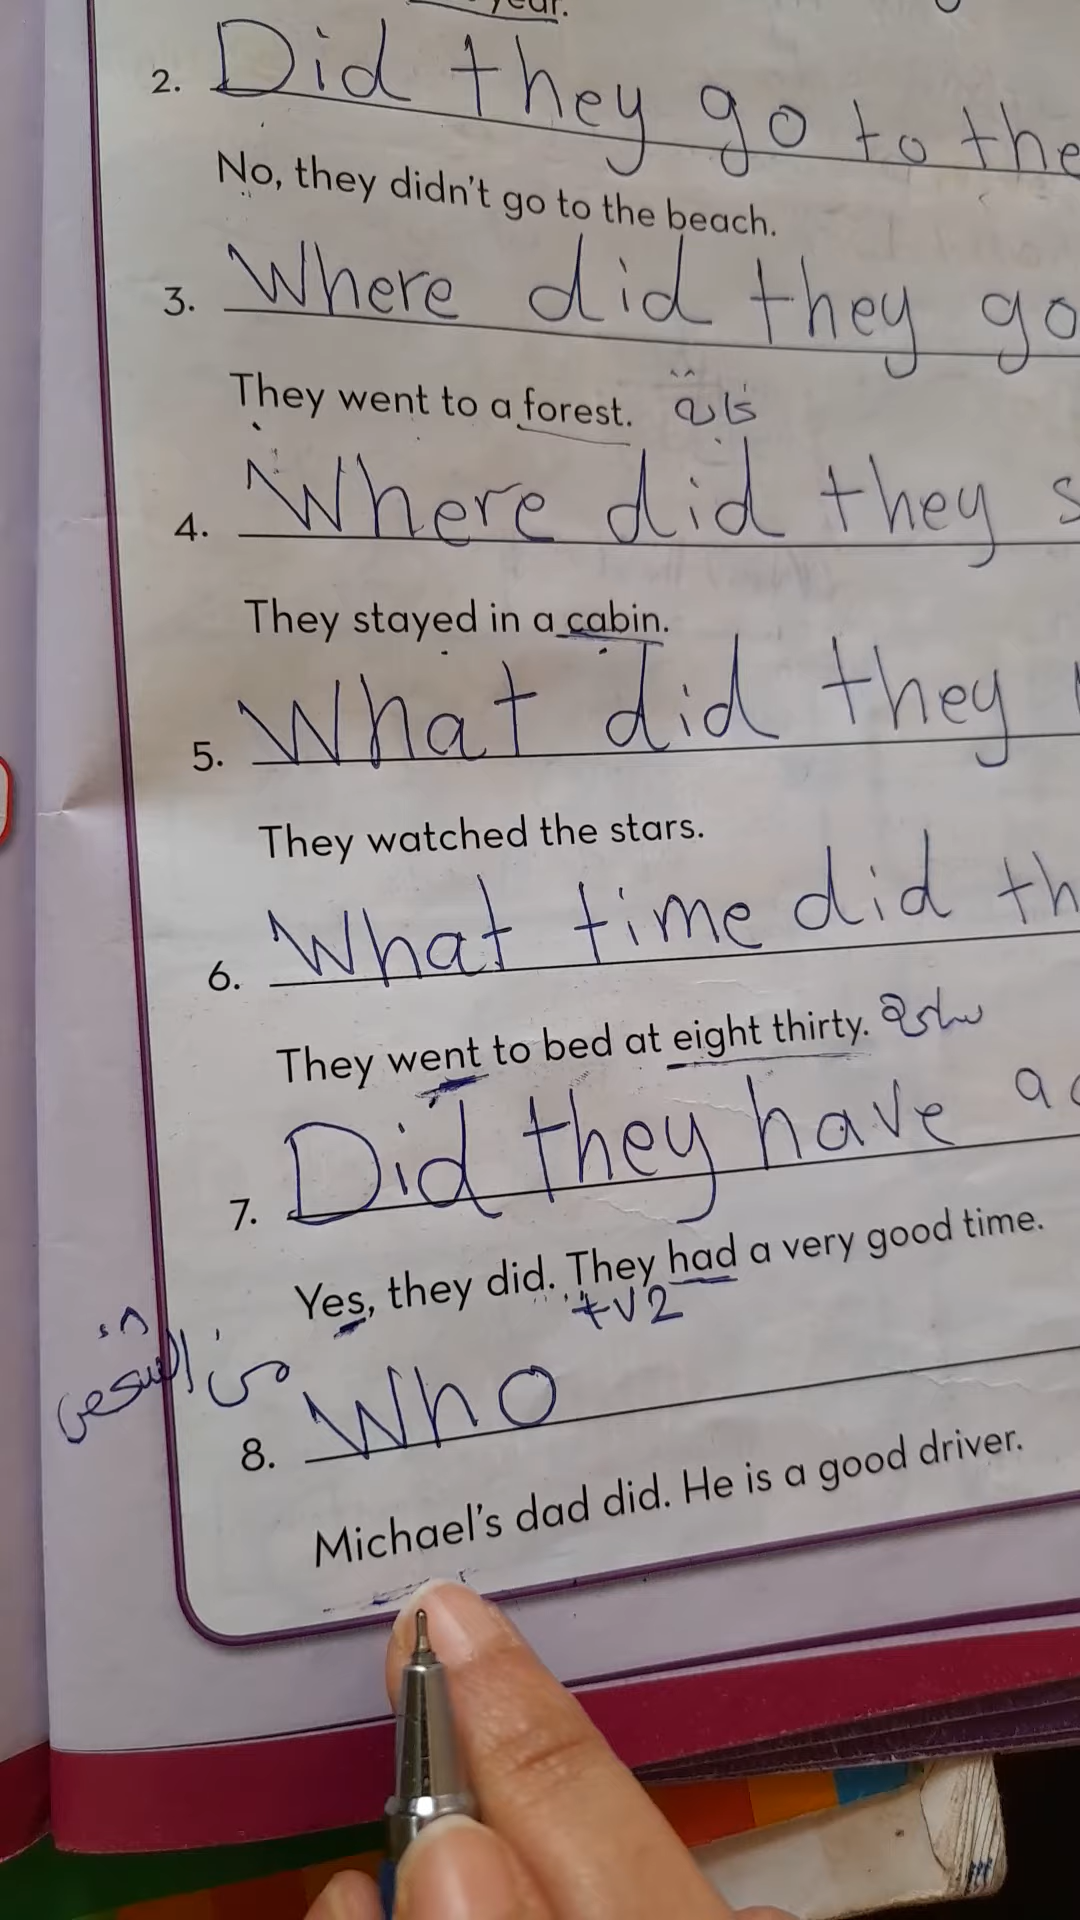 year.
2. Did they go to the
No, they didn't go to the beach.
3. Where did they go
They went to a forest. غابة
4. Where did they s
They stayed in a cabin.
5. What did they
They watched the stars.
6. What time did th
They went to bed at eight thirty.
7. Did they have a
Yes, they did. They had a very good time.
+V2
8. Who
Michael's dad did. He is a good driver.